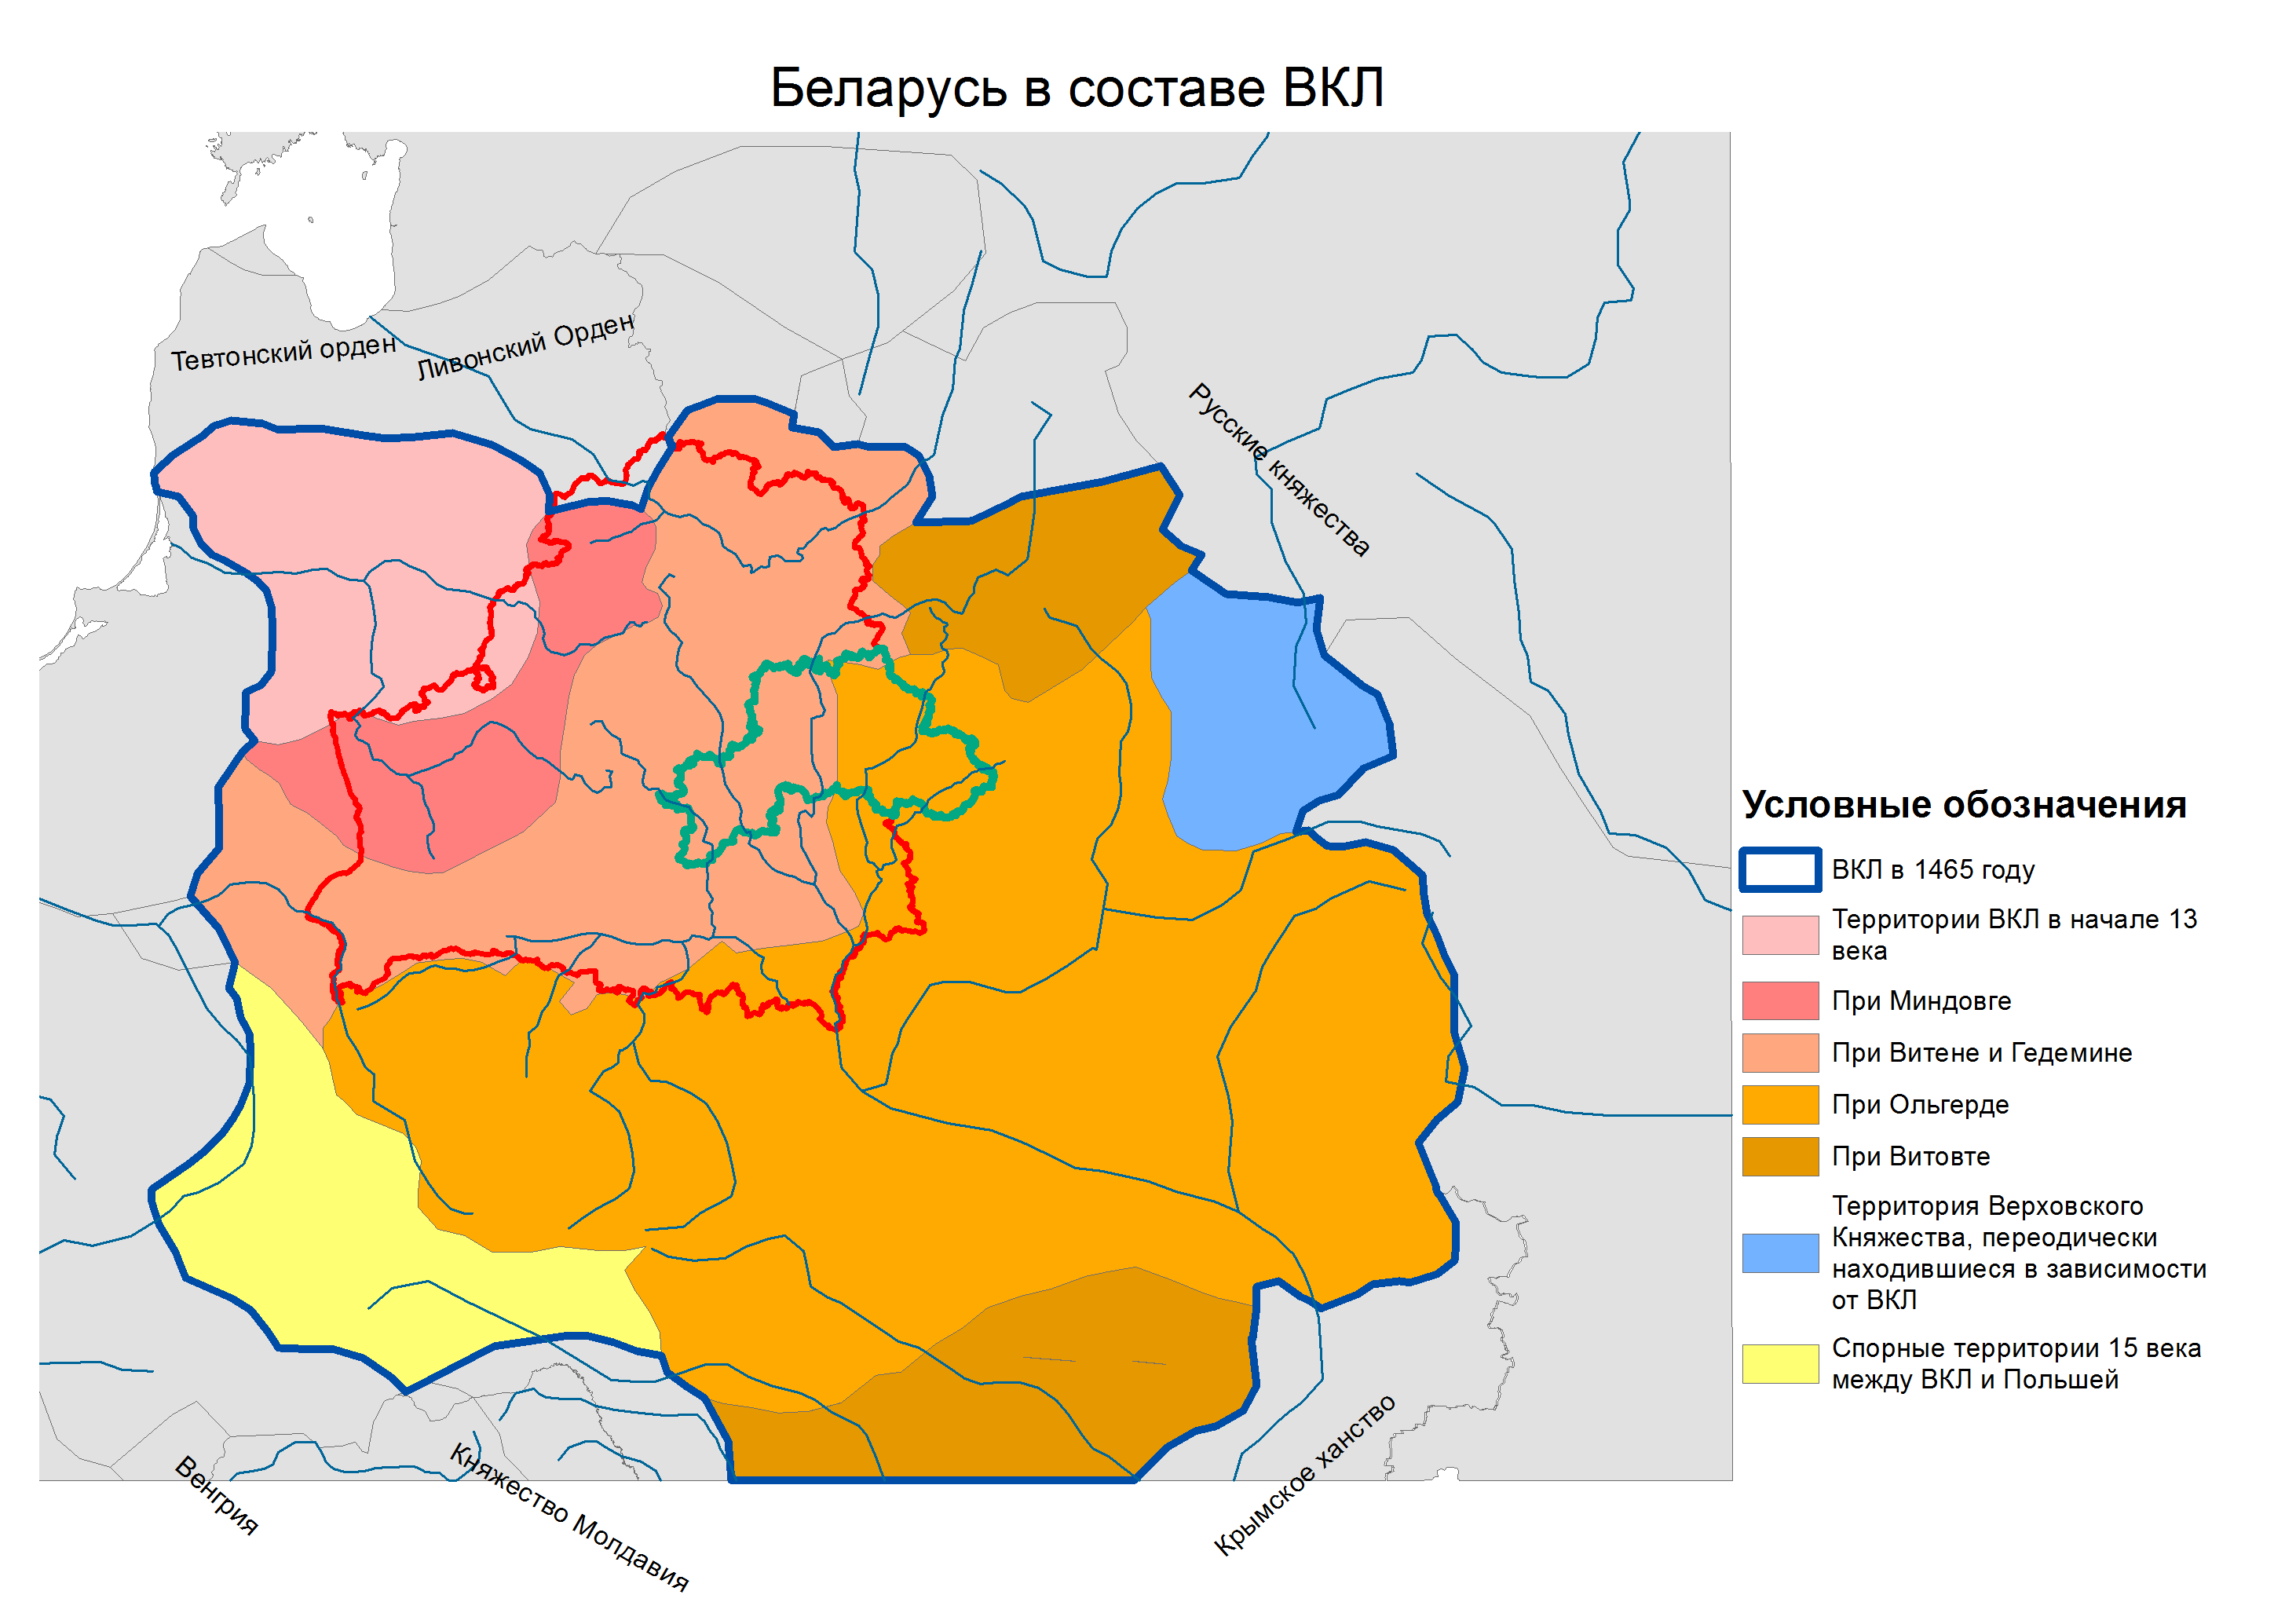 Беларусь в составе ВКЛ
Тевтонский орден
Ливонский Орден
Русские княжества
Условные обозначения
ВКЛ в 1465 году
Территории ВКЛ в начале 13
века
При Миндовге
При Витене и Гедемине
При Ольгерде
При Витовте
Территория Верховского
Княжества, переодически
находившиеся в зависимости
от ВКЛ
Спорные территории 15 века
между ВКЛ и Польшей
Венгрия
Княжество Молдавия
Крымское ханство